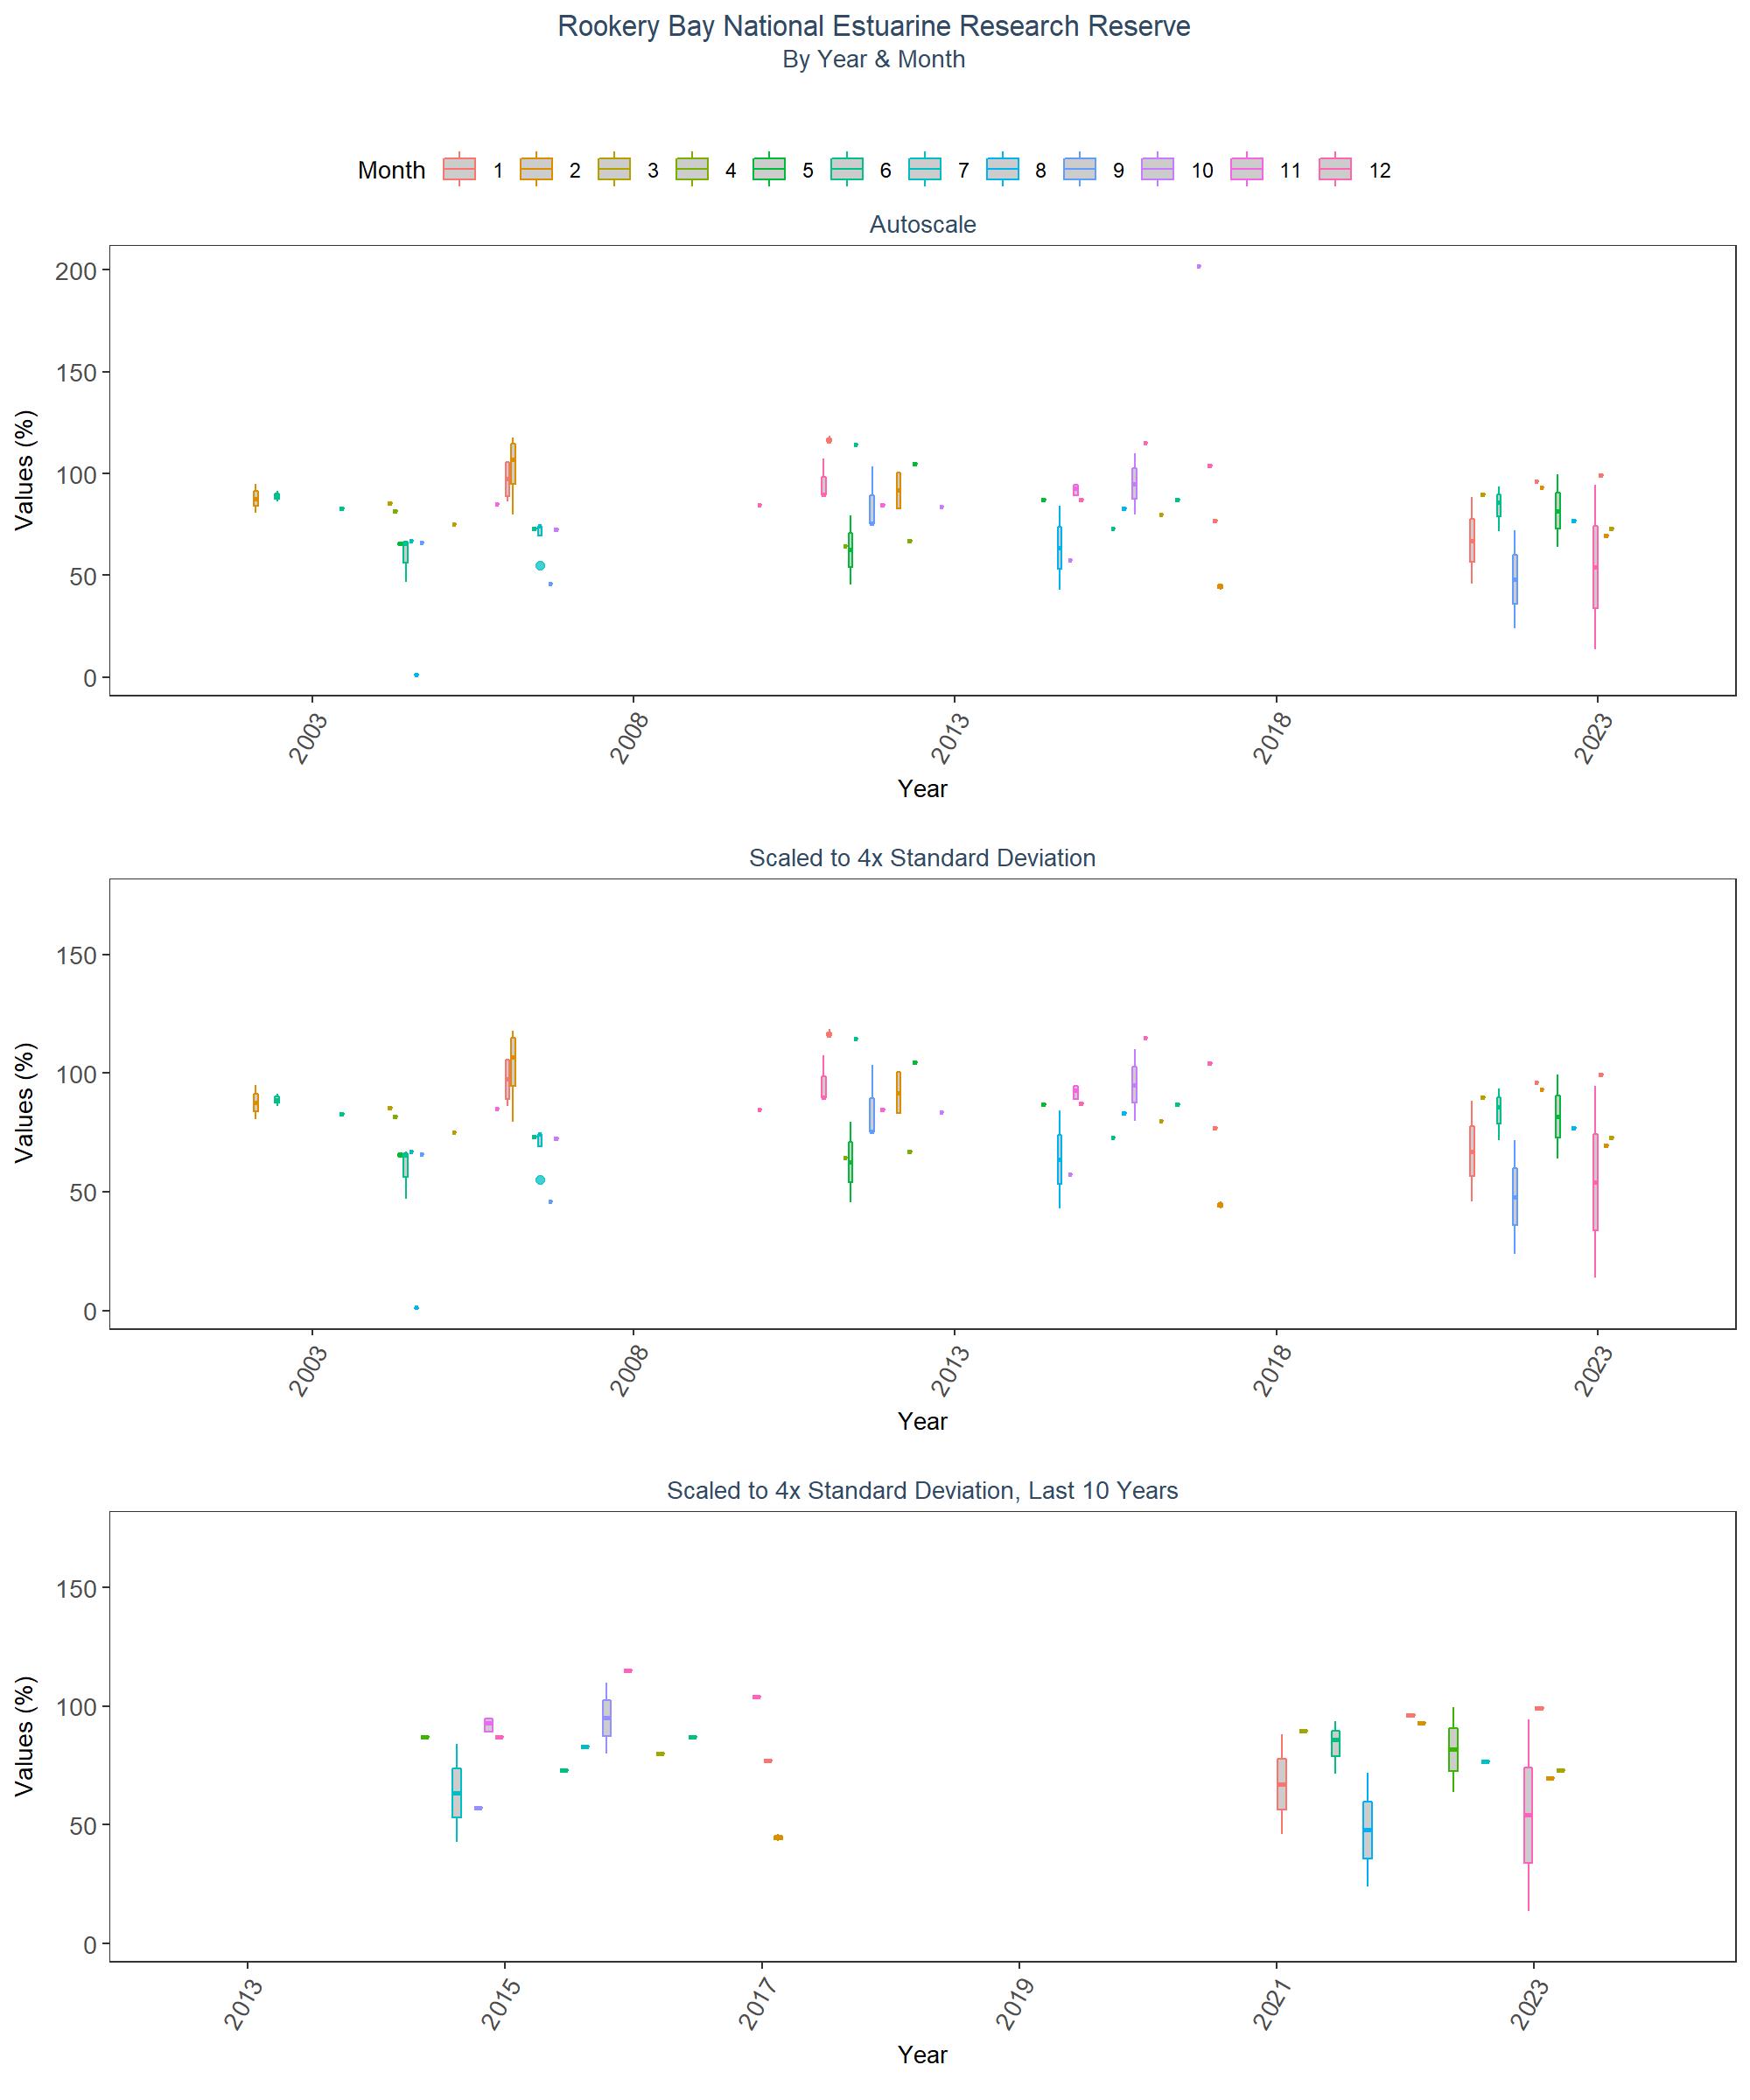 Rookery Bay National Estuarine Research Reserve
By Year & Month
Month 1 2 3 4 5 6 7 8 9 10 11 12
Autoscale
Values (%)
200
150
100
50
0
2003 2008 2013 2018 2023
Year
Scaled to 4x Standard Deviation
Values (%)
150
100
50
0
2003 2008 2013 2018 2023
Year
Scaled to 4x Standard Deviation, Last 10 Years
Values (%)
150
100
50
0
2013 2015 2017 2019 2021 2023
Year